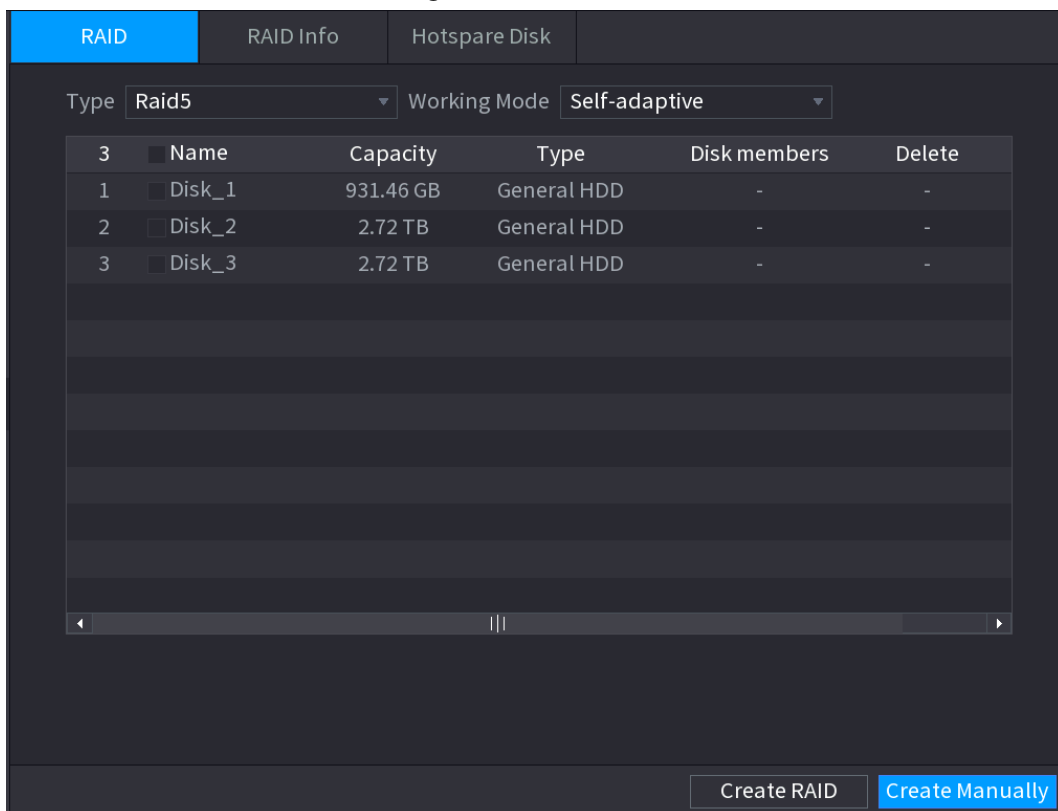 RAID RAID Info Hotspare Disk
Type Raid5 Working Mode Self-adaptive
3 Name Capacity Type Disk members Delete
1 Disk_1 931.46 GB General HDD - -
2 Disk_2 2.72 TB General HDD - -
3 Disk_3 2.72 TB General HDD - -
Create RAID Create Manually